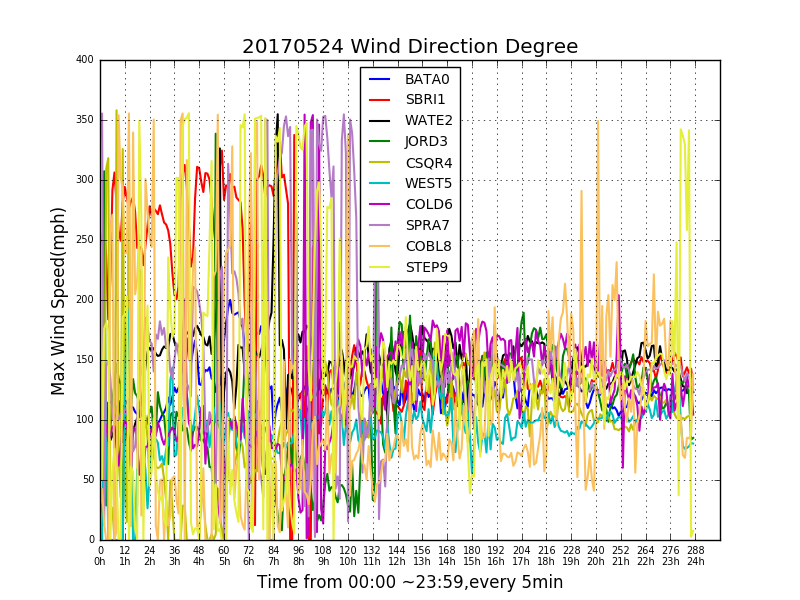 20170524 Wind Direction Degree
400
350
300
250
200
150
100
50
0
Max Wind Speed(mph)
BATA0
SBRI1
WATE2
JORD3
CSQR4
WEST5
COLD6
SPRA7
COBL8
STEP9
0 12 24 36 48 60 72 84 96 108 120 132 144 156 168 180 192 204 216 228 240 252 264 276 288
0h 1h 2h 3h 4h 5h 6h 7h 8h 9h 10h 11h 12h 13h 14h 15h 16h 17h 18h 19h 20h 21h 22h 23h 24h
Time from 00:00 ~23:59,every 5min